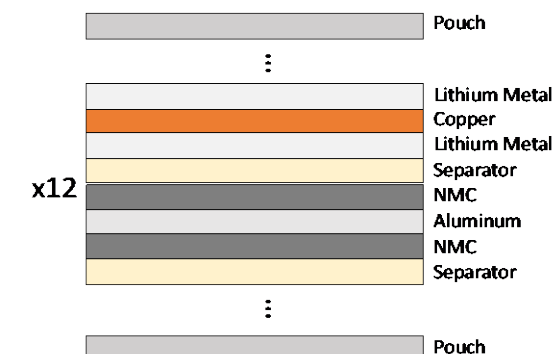 Pouch
Lithium Metal
Copper
Lithium Metal
Separator
x12
NMC
Aluminum
NMC
Separator
Pouch